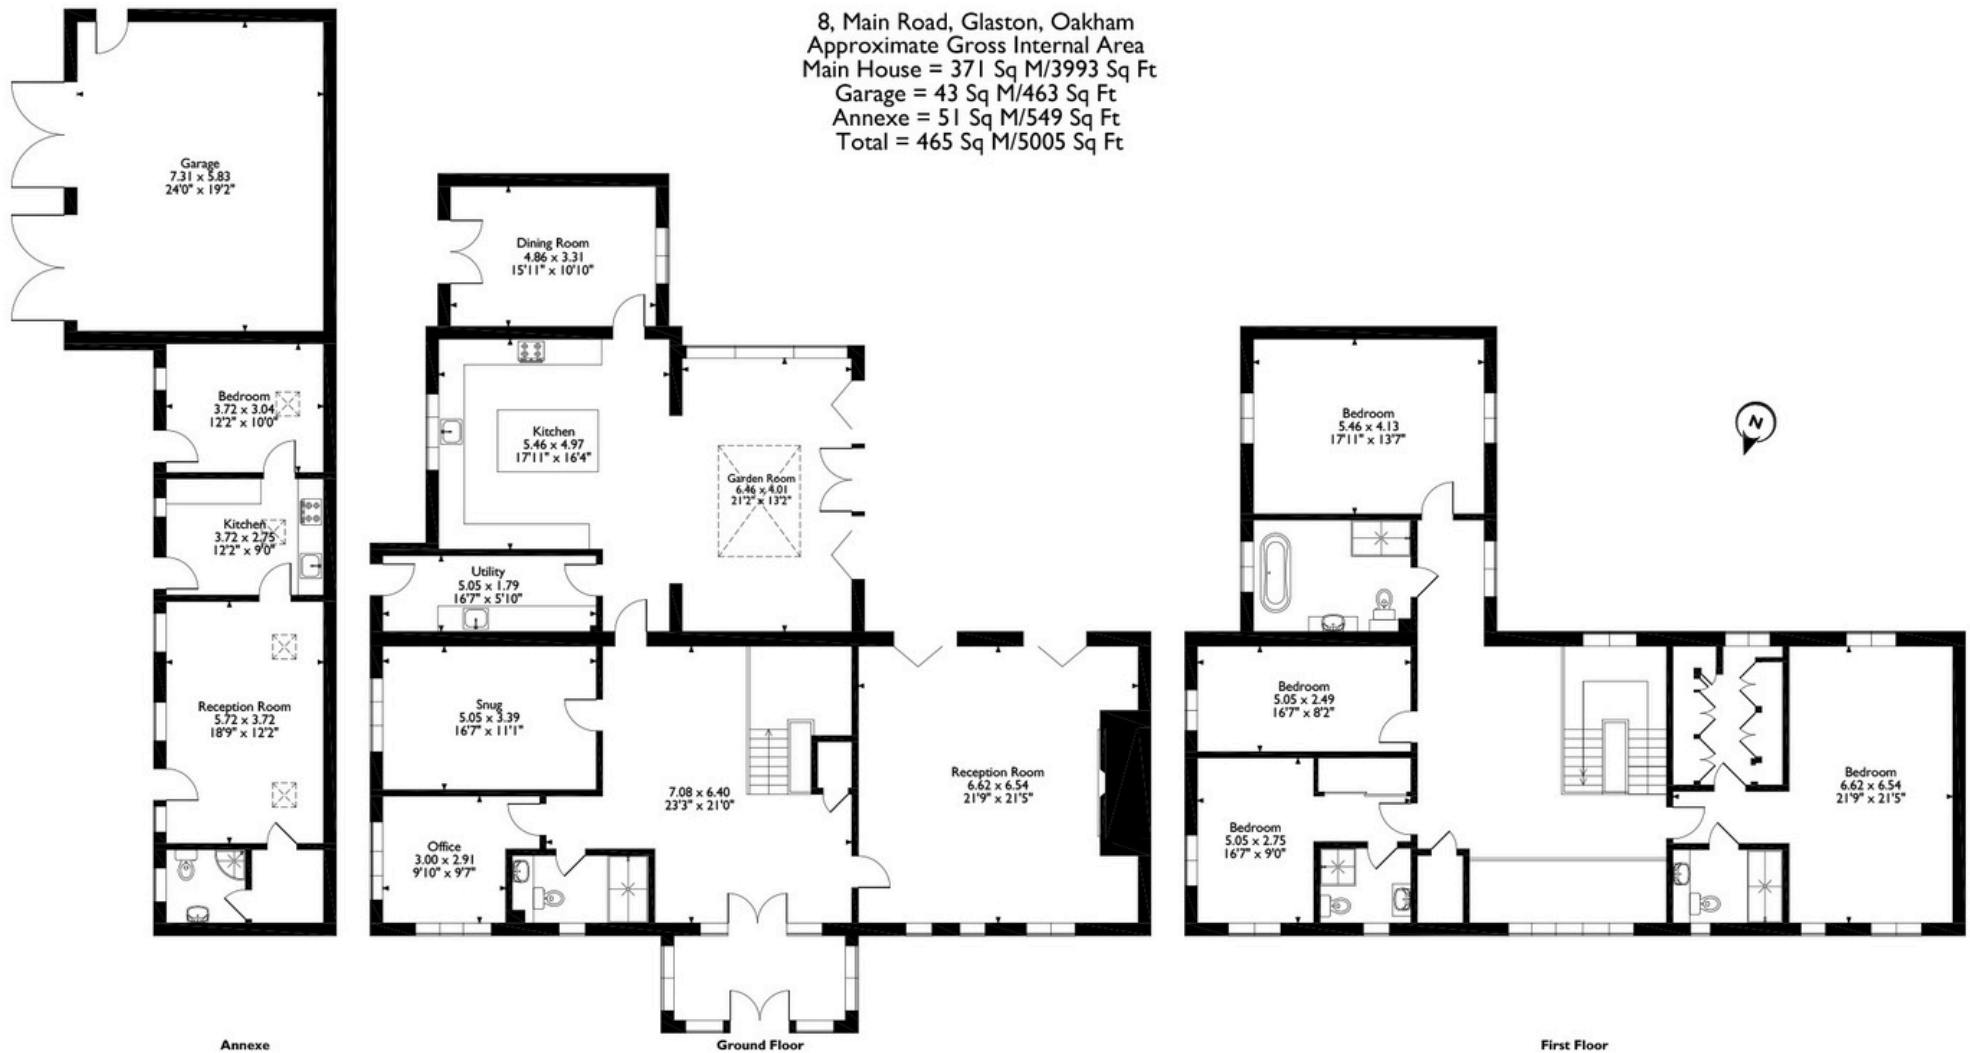 8, Main Road, Glaston, Oakham
Approximate Gross Internal Area
Main House = 371 Sq M/3993 Sq Ft
Garage = 43 Sq M/463 Sq Ft
Annexe = 51 Sq M/549 Sq Ft
Total = 465 Sq M/5005 Sq Ft
Garage
7.31 x 5.83
24'0" x 19'2"
Bedroom
3.72 x 3.04
12'2" x 10'0"
Kitchen
3.72 x 2.75
12'2" x 9'0"
Reception Room
5.72 x 3.72
18'9" x 12'2"
Annexe
Dining Room
4.86 x 3.31
15'11" x 10'10"
Kitchen
5.46 x 4.97
17'11" x 16'4"
Garden Room
6.46 x 4.01
21'2" x 13'2"
Utility
5.05 x 1.79
16'7" x 5'10"
Snug
5.05 x 3.39
16'7" x 11'1"
7.08 x 6.40
23'3" x 21'0"
Reception Room
6.62 x 6.54
21'9" x 21'5"
Office
3.00 x 2.91
9'10" x 9'7"
Ground Floor
N
Bedroom
5.46 x 4.13
17'11" x 13'7"
Bedroom
5.05 x 2.49
16'7" x 8'2"
Bedroom
5.05 x 2.75
16'7" x 9'0"
Bedroom
6.62 x 6.54
21'9" x 21'5"
First Floor